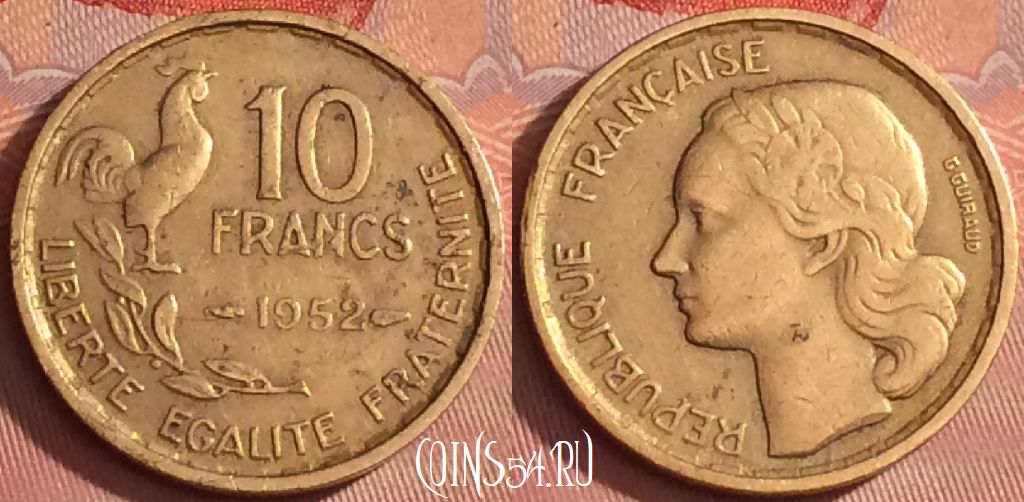 10
FRANCS
1952
LIBERTE EGALITE FRATERNITE
REPUBLIQUE FRANÇAISE
G.GUIRAUD
COINS54.RU